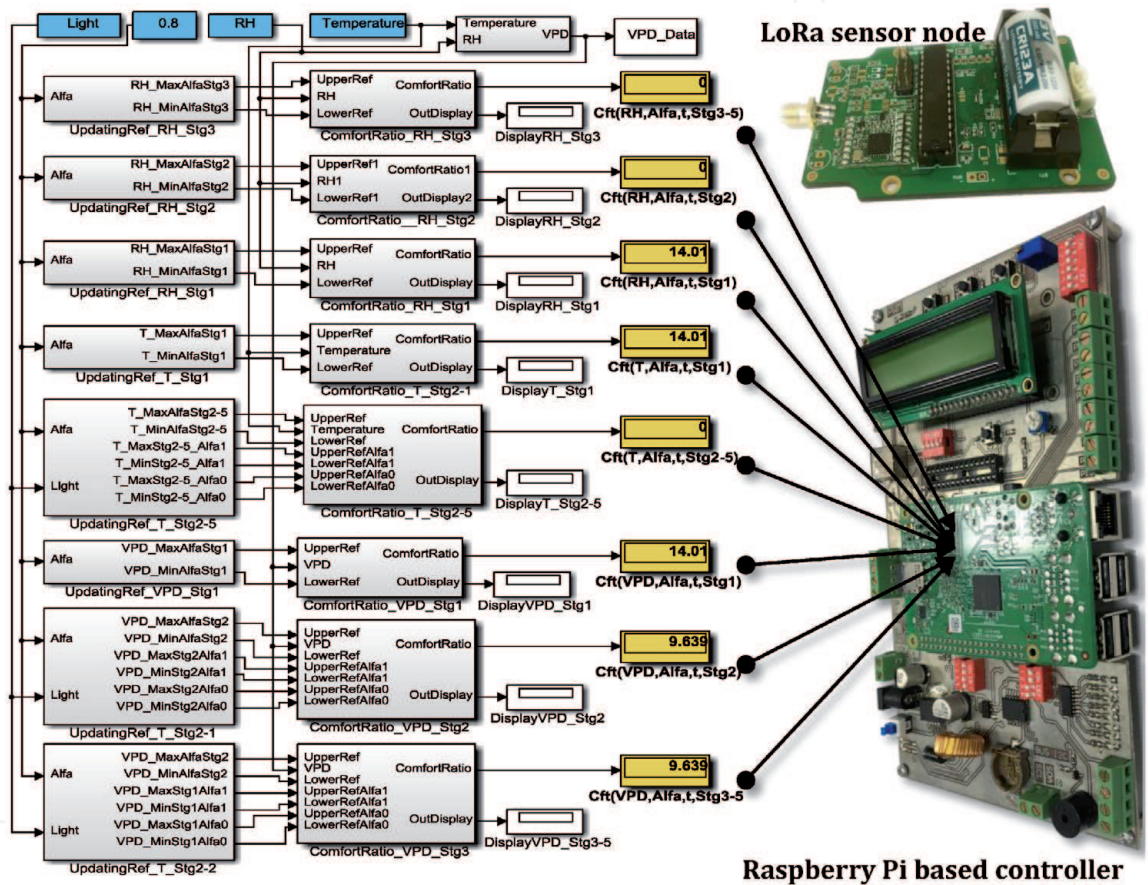 Light 0.8 RH Temperature
Temperature
RH
VPD
VPD_Data
LoRa sensor node
CR123A
3V
Alfa
RH_MaxAlfaStg3
RH_MinAlfaStg3
UpdatingRef_RH_Stg3
UpperRef
RH
LowerRef
ComfortRatio
OutDisplay
ComfortRatio_RH_Stg3
DisplayRH_Stg3
0
Cft(RH,Alfa,t,Stg3-5)
Alfa
RH_MaxAlfaStg2
RH_MinAlfaStg2
UpdatingRef_RH_Stg2
UpperRef1
RH1
LowerRef1
ComfortRatio1
OutDisplay2
ComfortRatio__RH_Stg2
DisplayRH_Stg2
0
Cft(RH,Alfa,t,Stg2)
Alfa
RH_MaxAlfaStg1
RH_MinAlfaStg1
UpdatingRef_RH_Stg1
UpperRef
RH
LowerRef
ComfortRatio
OutDisplay
ComfortRatio_RH_Stg1
DisplayRH_Stg1
14.01
Cft(RH,Alfa,t,Stg1)
Alfa
T_MaxAlfaStg1
T_MinAlfaStg1
UpdatingRef_T_Stg1
UpperRef
Temperature
LowerRef
ComfortRatio
OutDisplay
ComfortRatio_T_Stg2-1
DisplayT_Stg1
14.01
Cft(T,Alfa,t,Stg1)
Alfa
Light
T_MaxAlfaStg2-5
T_MinAlfaStg2-5
T_MaxStg2-5_Alfa1
T_MinStg2-5_Alfa1
T_MaxStg2-5_Alfa0
T_MinStg2-5_Alfa0
UpdatingRef_T_Stg2-5
UpperRef
Temperature
LowerRef
UpperRefAlfa1
LowerRefAlfa1
UpperRefAlfa0
LowerRefAlfa0
ComfortRatio
OutDisplay
ComfortRatio_T_Stg2-5
DisplayT_Stg2-5
0
Cft(T,Alfa,t,Stg2-5)
Alfa
VPD_MaxAlfaStg1
VPD_MinAlfaStg1
UpdatingRef_VPD_Stg1
UpperRef
VPD
LowerRef
ComfortRatio
OutDisplay
ComfortRatio_VPD_Stg1
DisplayVPD_Stg1
14.01
Cft(VPD,Alfa,t,Stg1)
Alfa
Light
VPD_MaxAlfaStg2
VPD_MinAlfaStg2
VPD_MaxStg2Alfa1
VPD_MinStg2Alfa1
VPD_MaxStg2Alfa0
VPD_MinStg2Alfa0
UpdatingRef_T_Stg2-1
UpperRef
VPD
LowerRef
UpperRefAlfa1
LowerRefAlfa1
UpperRefAlfa0
LowerRefAlfa0
ComfortRatio
OutDisplay
ComfortRatio_VPD_Stg2
DisplayVPD_Stg2
9.639
Cft(VPD,Alfa,t,Stg2)
Alfa
Light
VPD_MaxAlfaStg2
VPD_MinAlfaStg2
VPD_MaxStg1Alfa1
VPD_MinStg1Alfa1
VPD_MaxStg1Alfa0
VPD_MinStg1Alfa0
UpdatingRef_T_Stg2-2
UpperRef
VPD
LowerRef
UpperRefAlfa1
LowerRefAlfa1
UpperRefAlfa0
LowerRefAlfa0
ComfortRatio
OutDisplay
ComfortRatio_VPD_Stg3
DisplayVPD_Stg3-5
9.639
Cft(VPD,Alfa,t,Stg3-5
Raspberry Pi based controller